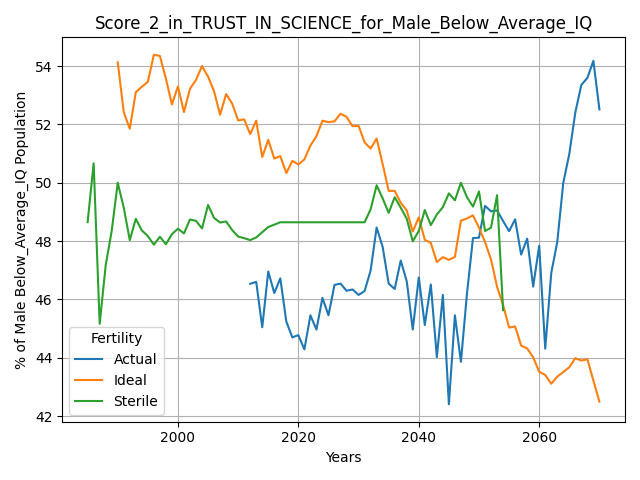 Score_2_in_TRUST_IN_SCIENCE_for_Male_Below_Average_IQ
% of Male Below_Average_IQ Population
54
52
50
48
46
44
42
Fertility
Actual
Ideal
Sterile
2000
2020
2040
2060
Years